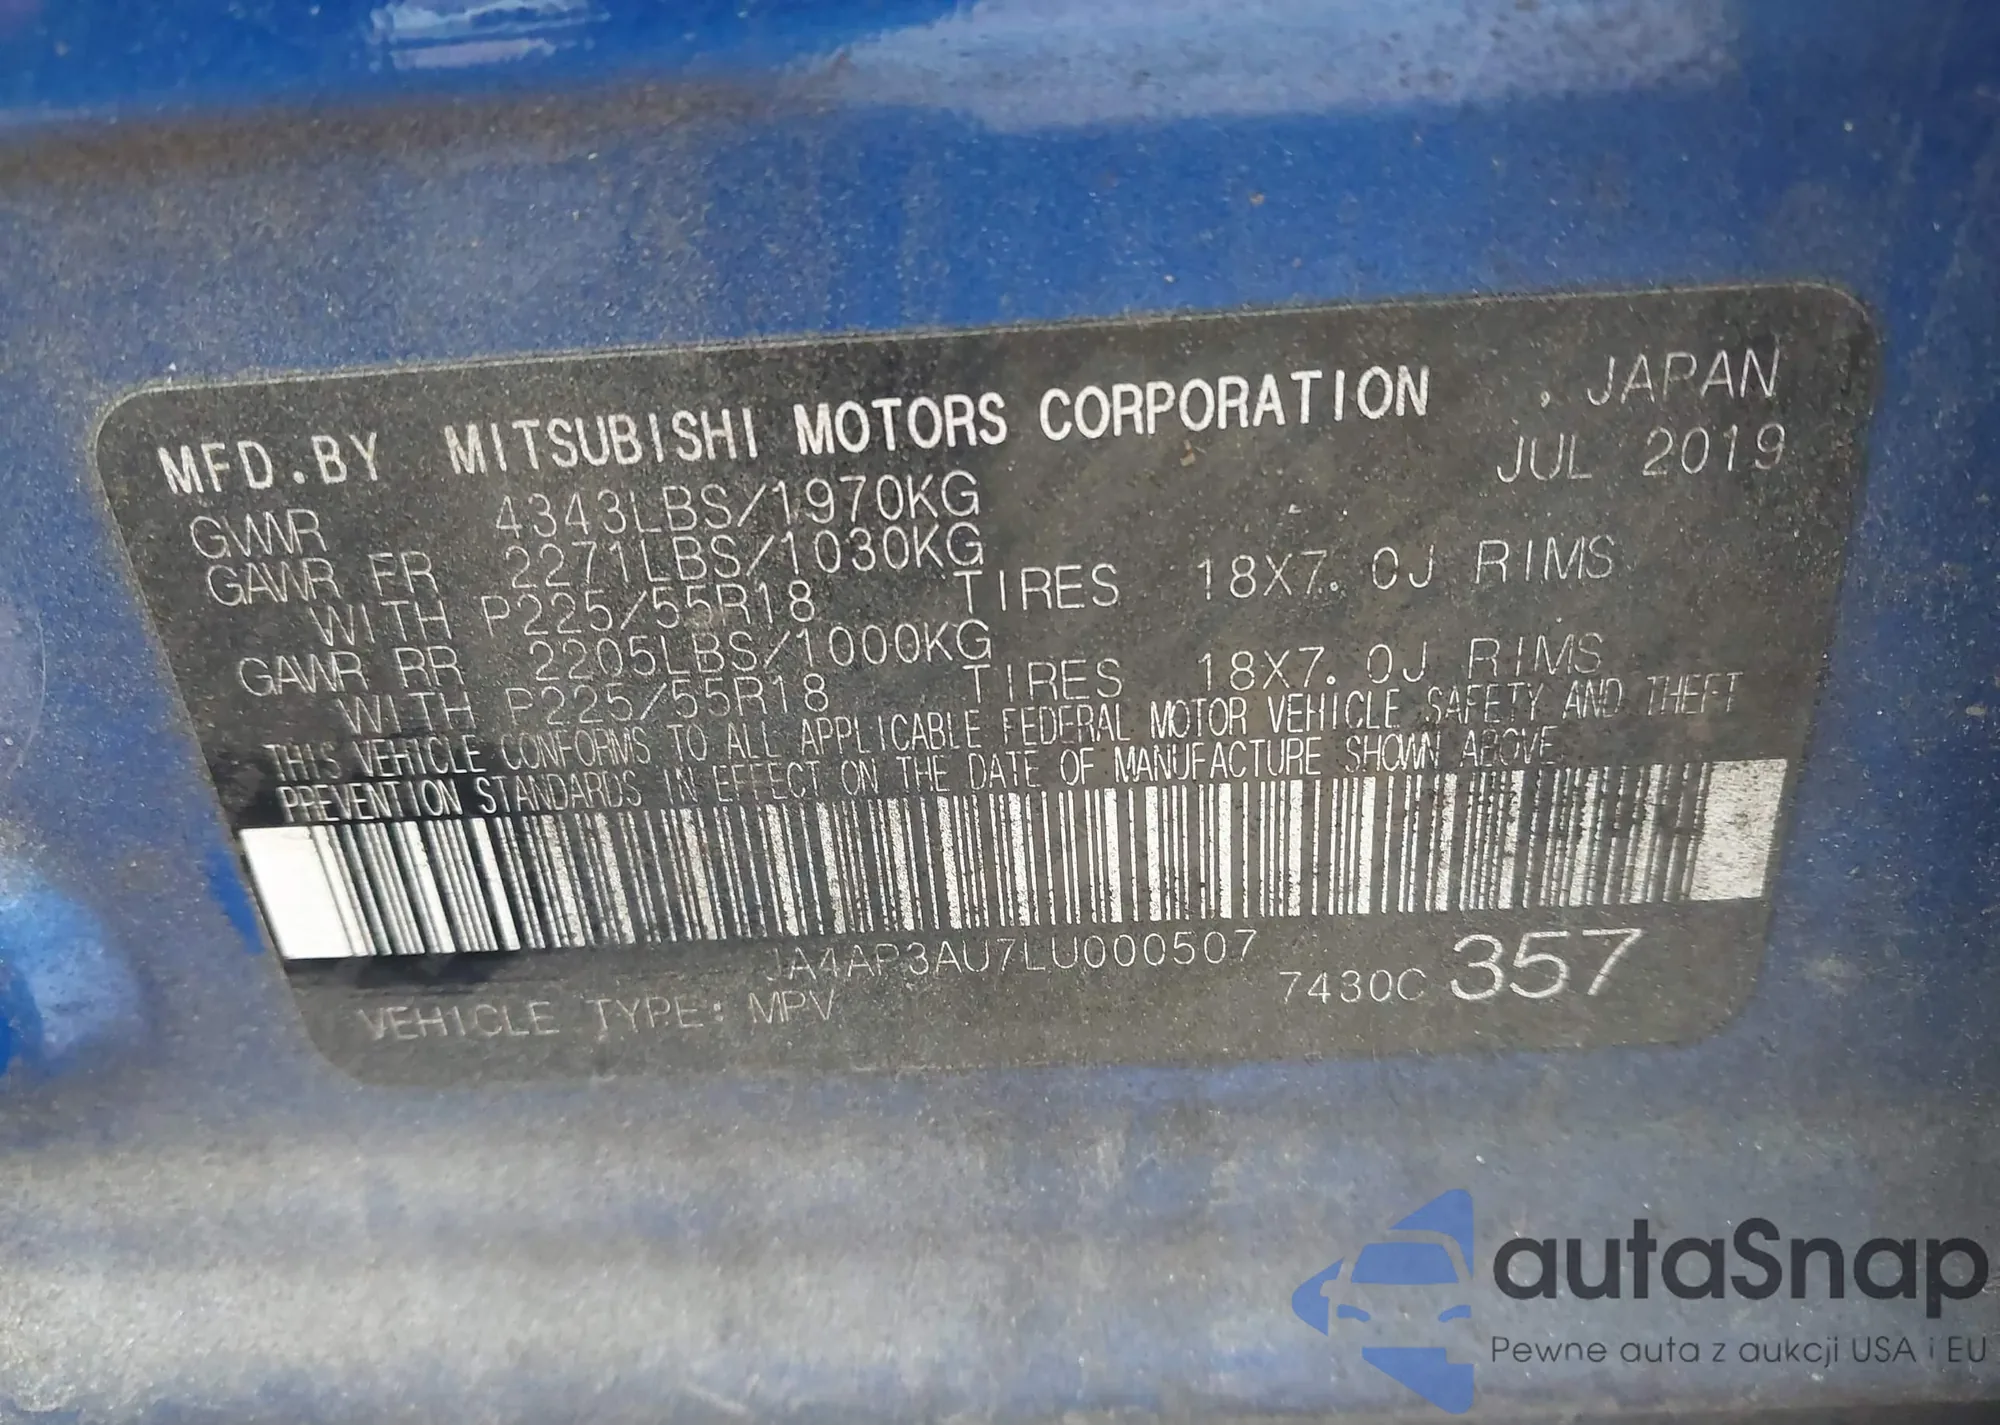 MFD.BY MITSUBISHI MOTORS CORPORATION . JAPAN
GVWR 4343LBS/1970KG JUL 2019
GAWR FR 2271LBS/1030KG
WITH P225/55R18 TIRES 18X7.0J RIMS
GAWR RR 2205LBS/1000KG
WITH P225/55R18 TIRES 18X7.0J RIMS
THIS VEHICLE CONFORMS TO ALL APPLICABLE FEDERAL MOTOR VEHICLE SAFETY AND THEFT
PREVENTION STANDARDS IN EFFECT ON THE DATE OF MANUFACTURE SHOWN ABOVE
JA4AP3AU7LU000507
VEHICLE TYPE: MPV 7430C 357
autaSnap
Pewne auta z aukcji USA i EU